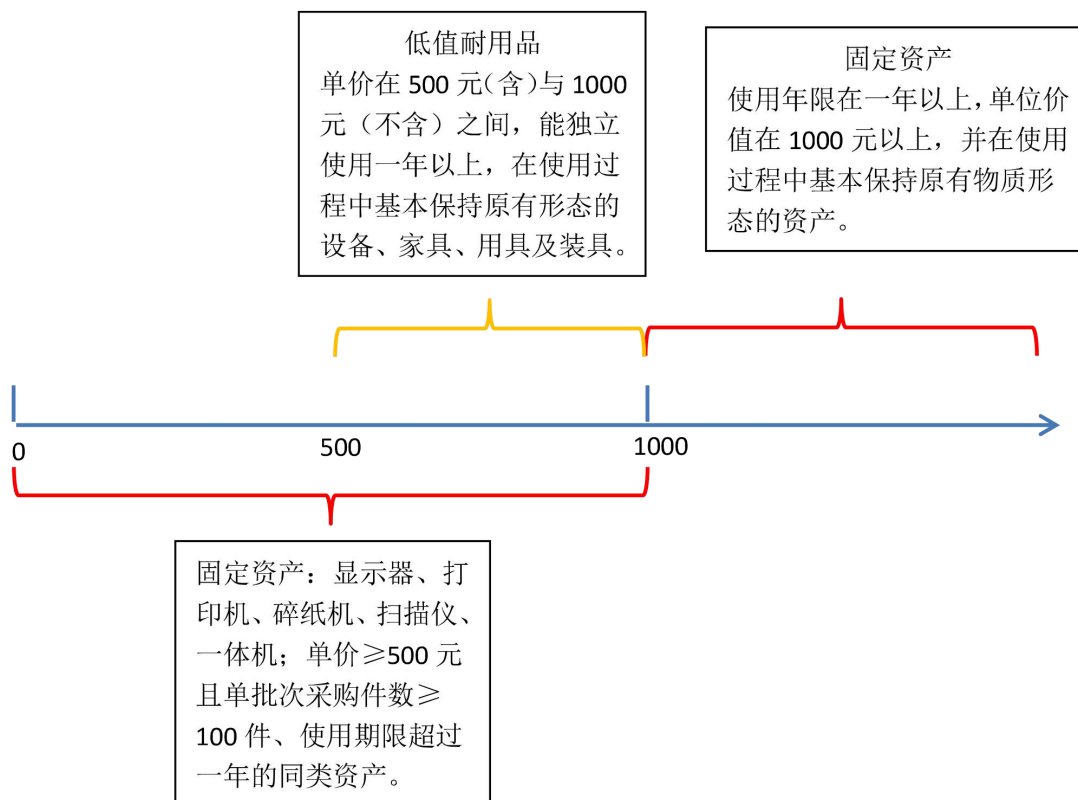 低值耐用品
单价在 500 元（含）与 1000
元（不含）之间，能独立
使用一年以上，在使用过
程中基本保持原有形态的
设备、家具、用具及装具。
固定资产
使用年限在一年以上，单位价
值在 1000 元以上，并在使用
过程中基本保持原有物质形
态的资产。
0
500
1000
固定资产：显示器、打
印机、碎纸机、扫描仪、
一体机；单价≥500 元
且单批次采购件数≥
100 件、使用期限超过
一年的同类资产。